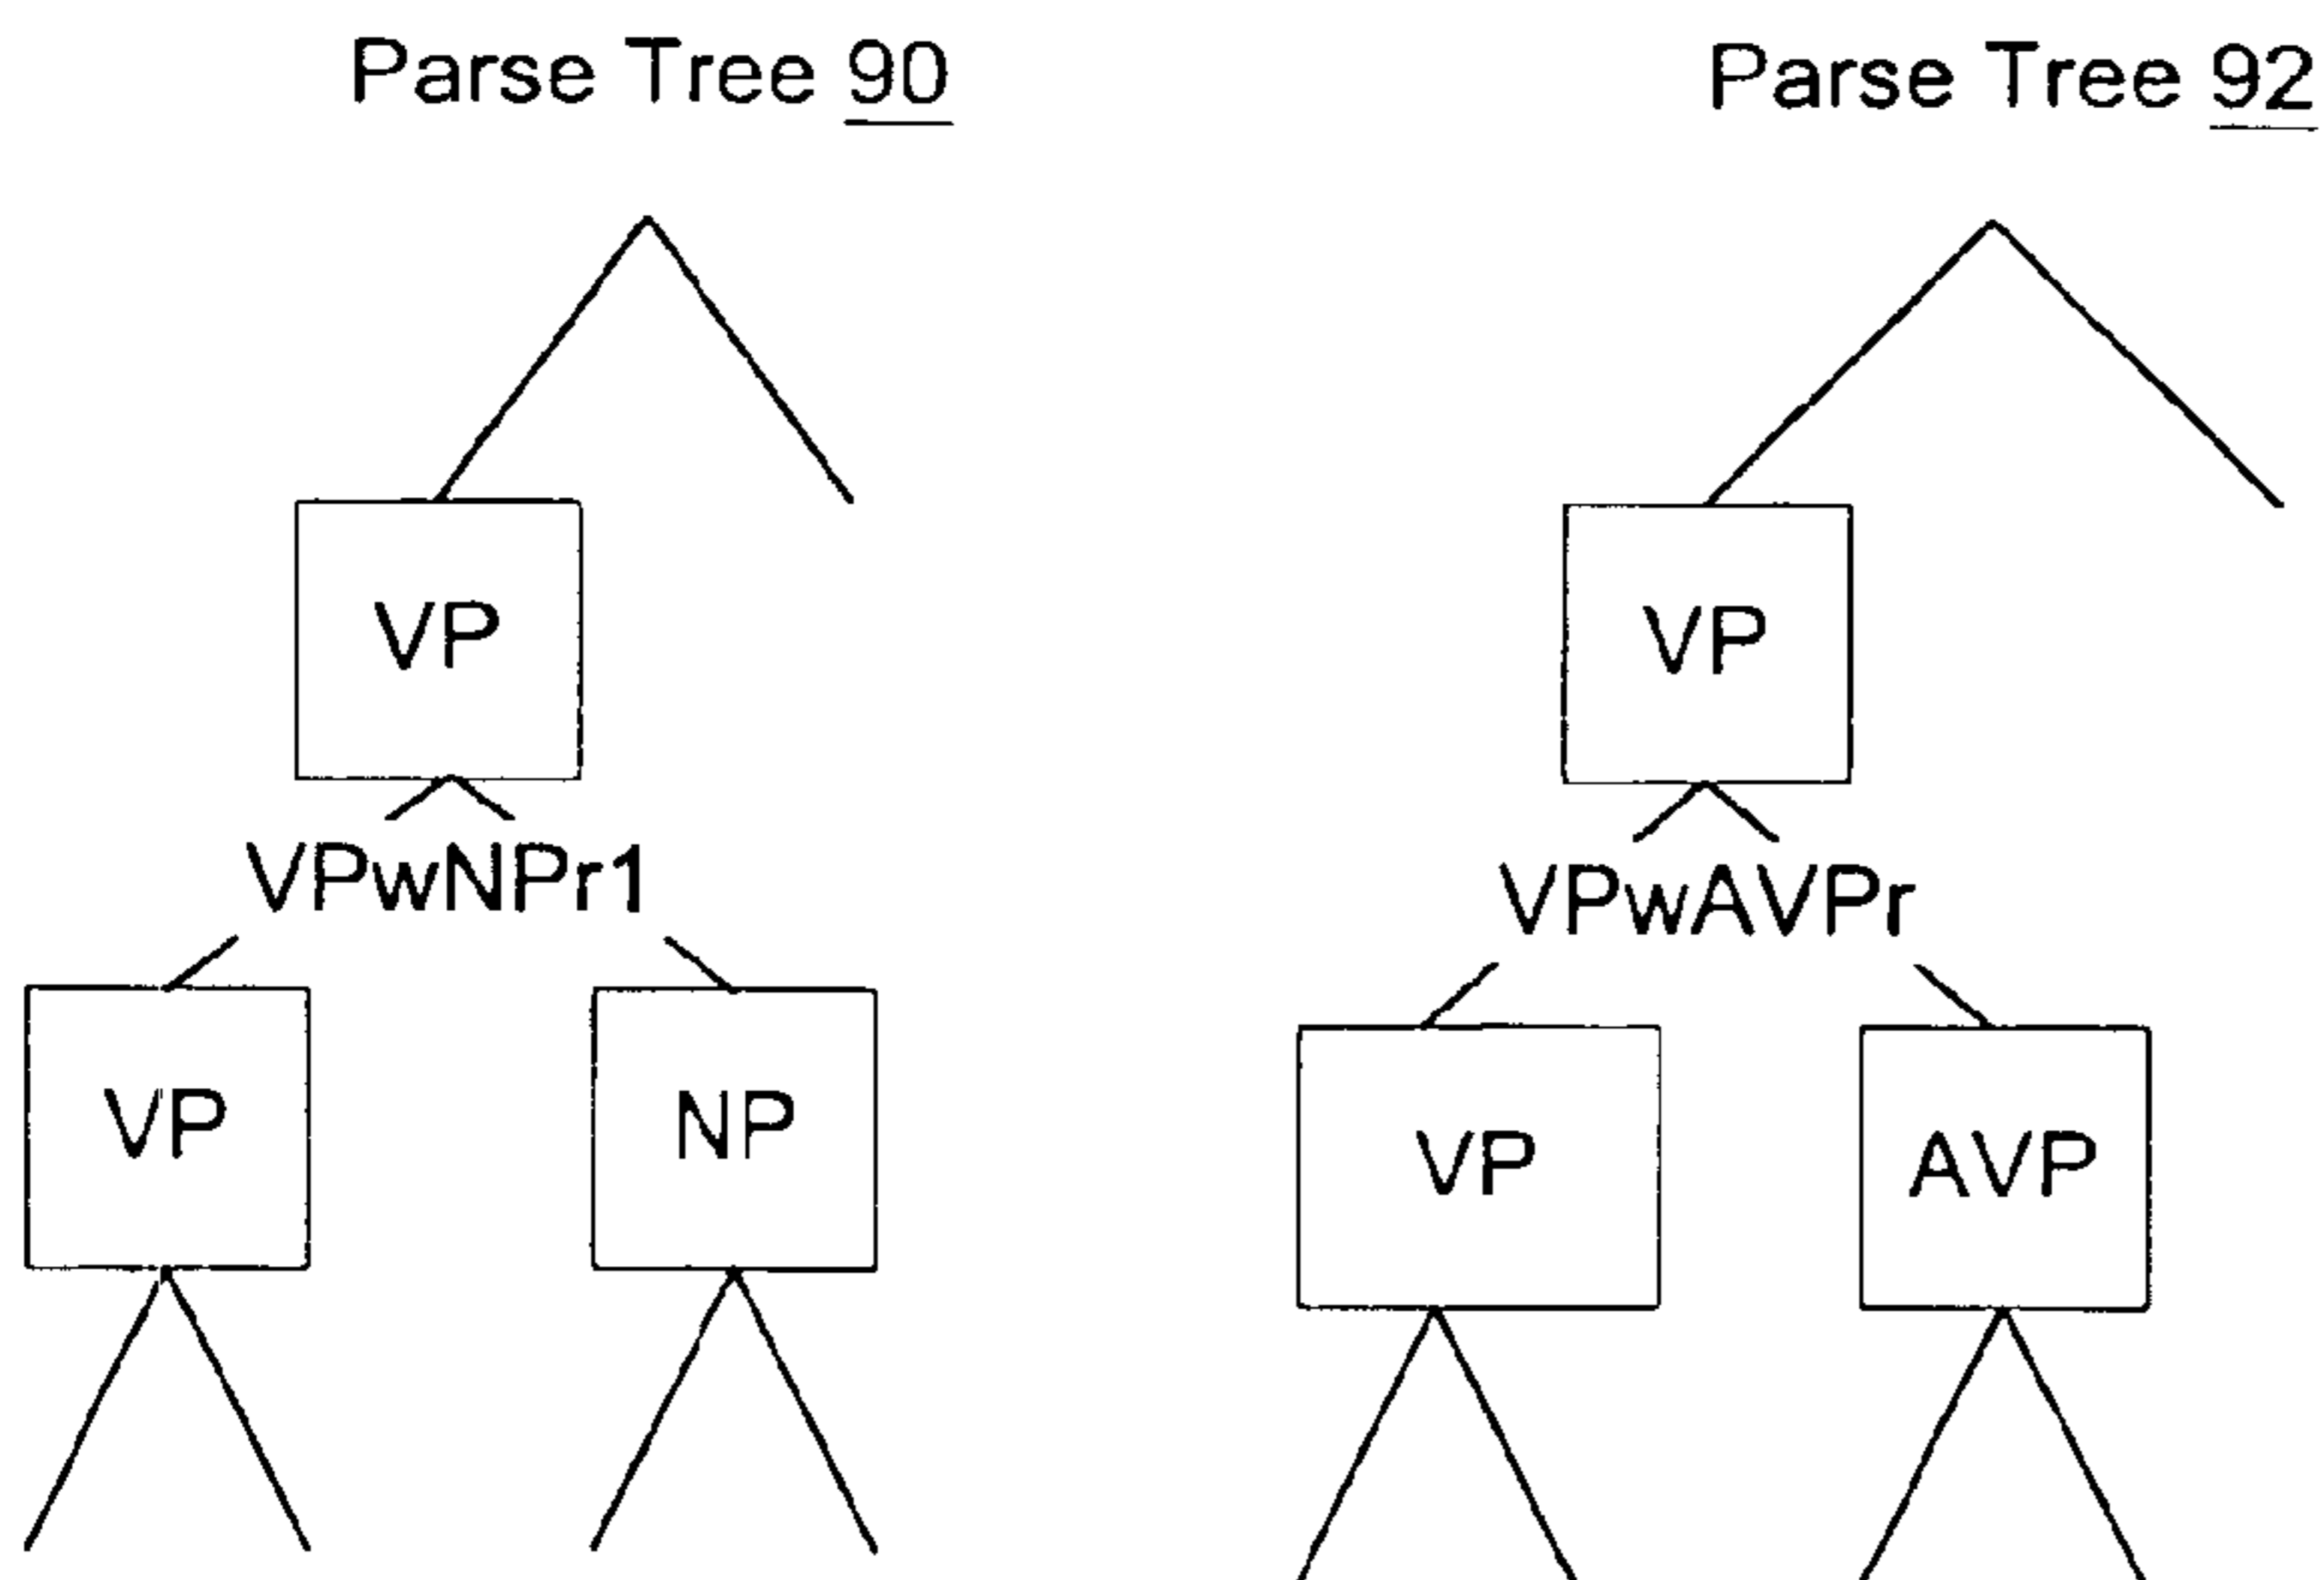 Parse Tree 90
Parse Tree 92
VP
VP
VPwNPr1
VPwAVPr
VP
NP
VP
AVP